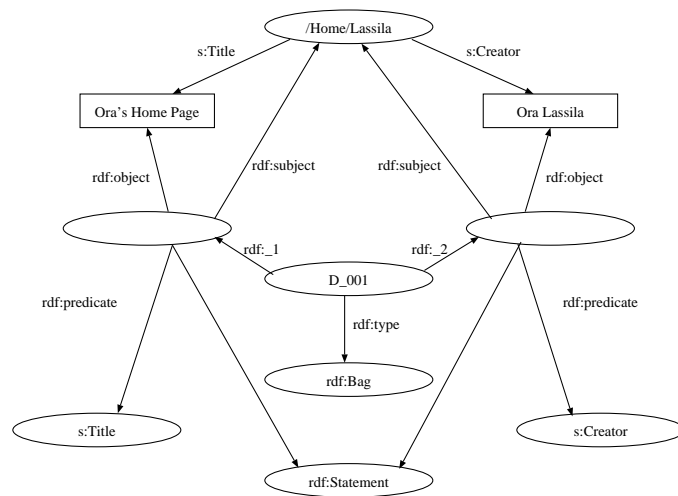 /Home/Lassila
s:Title
s:Creator
Ora's Home Page
Ora Lassila
rdf:subject
rdf:subject
rdf:object
rdf:object
rdf:_1
rdf:_2
D_001
rdf:predicate
rdf:predicate
rdf:type
rdf:Bag
s:Title
s:Creator
rdf:Statement